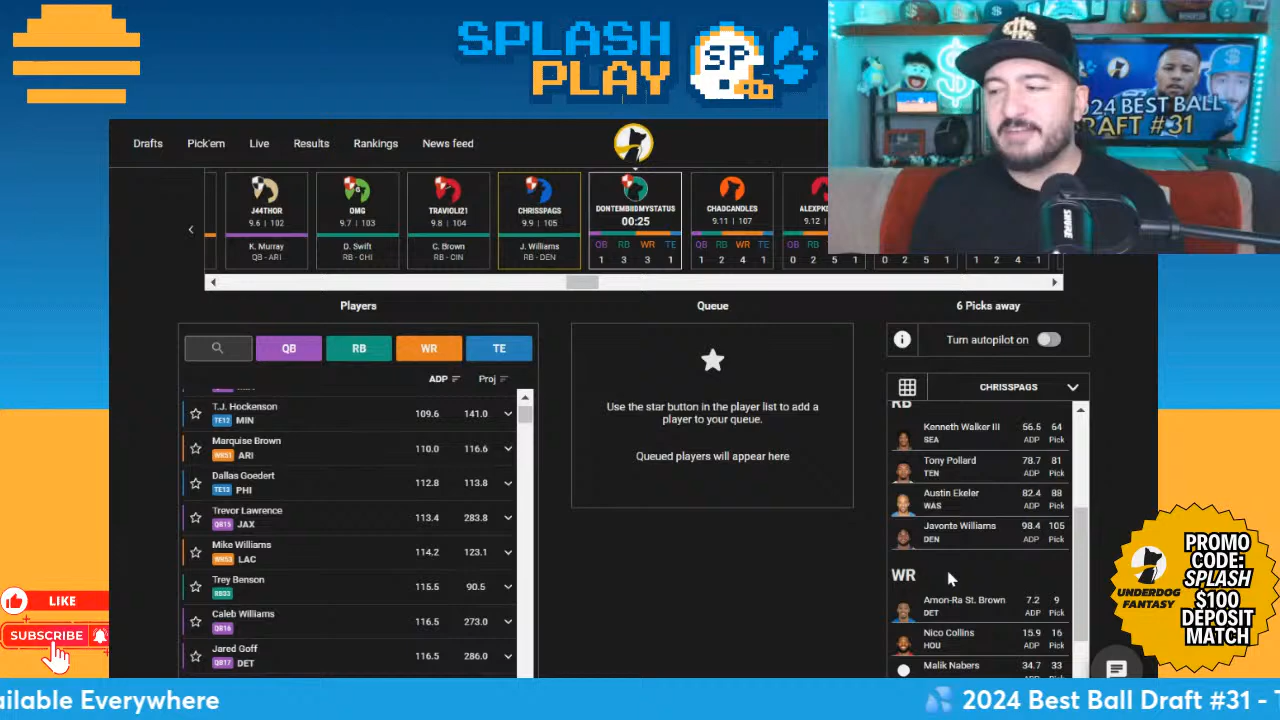 SPLASH
PLAY
SP
2024 BEST BALL
DRAFT #31
Drafts
Pick'em
Live
Results
Rankings
News feed
J44THOR
9.6 | 102
K. Murray
QB - ARI
OMG
9.7 | 103
D. Swift
RB - CHI
TRAVIOLI21
9.8 | 104
C. Brown
RB - CIN
CHRISSPAGS
9.9 | 105
J. Williams
RB - DEN
DONTEMBIIDMYSTATUS
00:25
QB RB WR TE
1 3 3 1
CHADCANDLES
9.11 | 107
QB RB WR TE
1 2 4 1
9.12
QB RB
0 2 5 1
0 2 5 1
1 2 4 1
Players
QB
RB
WR
TE
ADP
Proj
T.J. Hockenson
109.6
141.0
TE12 MIN
Marquise Brown
110.0
116.6
WR51 ARI
Dallas Goedert
112.8
113.8
TE13 PHI
Trevor Lawrence
113.4
283.8
QB15 JAX
Mike Williams
114.2
123.1
WR53 LAC
Trey Benson
115.5
90.5
RB33
Caleb Williams
116.5
273.0
QB16
Jared Goff
116.5
286.0
QB17 DET
Queue
Use the star button in the player list to add a
player to your queue.
Queued players will appear here
6 Picks away
Turn autopilot on
CHRISSPAGS
RB
Kenneth Walker III
56.5 64
SEA
ADP Pick
Tony Pollard
78.7 81
TEN
ADP Pick
Austin Ekeler
82.4 88
WAS
ADP Pick
Javonte Williams
98.4 105
DEN
ADP Pick
WR
Amon-Ra St. Brown
7.2 9
DET
ADP Pick
Nico Collins
15.9 16
HOU
ADP Pick
Malik Nabers
34.7 33
LIKE
SUBSCRIBE
UNDERDOG
FANTASY
PROMO
CODE:
SPLASH
$100
DEPOSIT
MATCH
ailable Everywhere
2024 Best Ball Draft #31 -